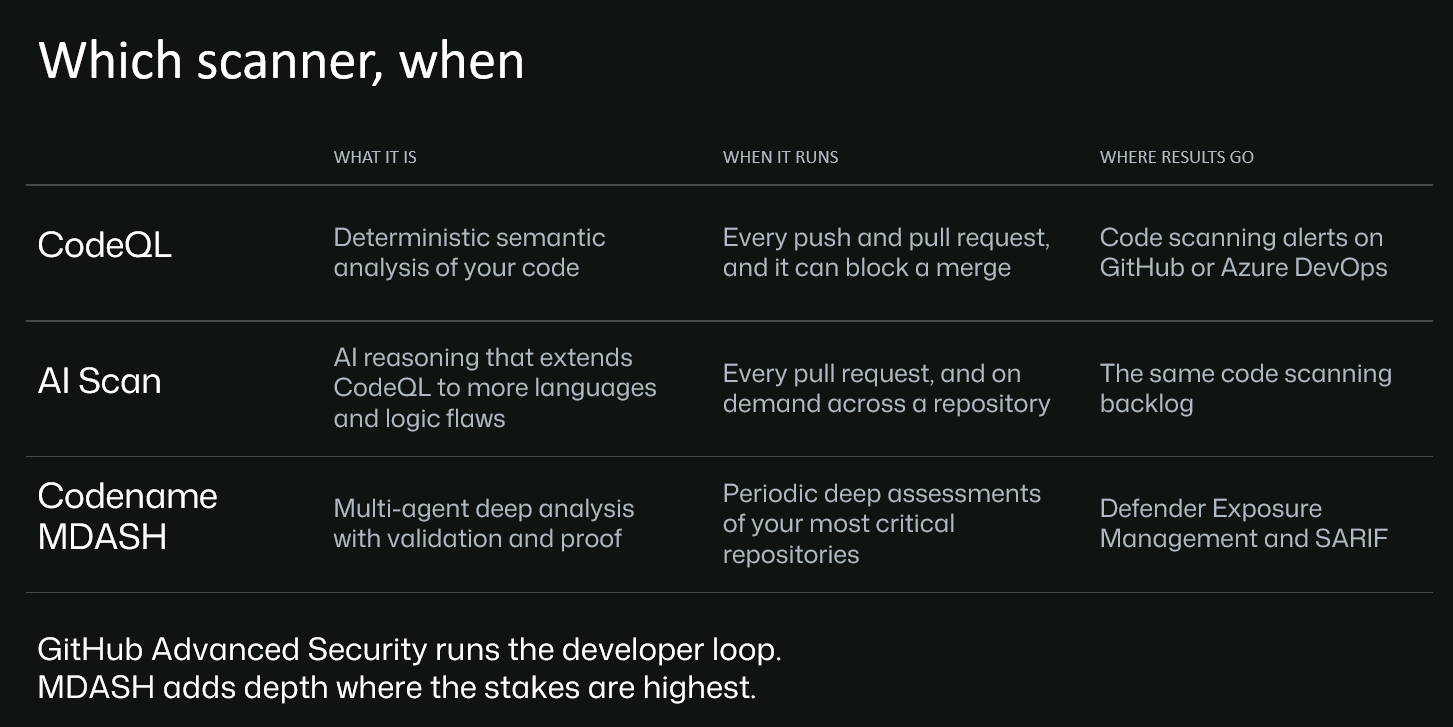 Which scanner, when
WHAT IT IS
WHEN IT RUNS
WHERE RESULTS GO
CodeQL
Deterministic semantic
analysis of your code
Every push and pull request,
and it can block a merge
Code scanning alerts on
GitHub or Azure DevOps
AI Scan
AI reasoning that extends
CodeQL to more languages
and logic flaws
Every pull request, and on
demand across a repository
The same code scanning
backlog
Codename
MDASH
Multi-agent deep analysis
with validation and proof
Periodic deep assessments
of your most critical
repositories
Defender Exposure
Management and SARIF
GitHub Advanced Security runs the developer loop.
MDASH adds depth where the stakes are highest.